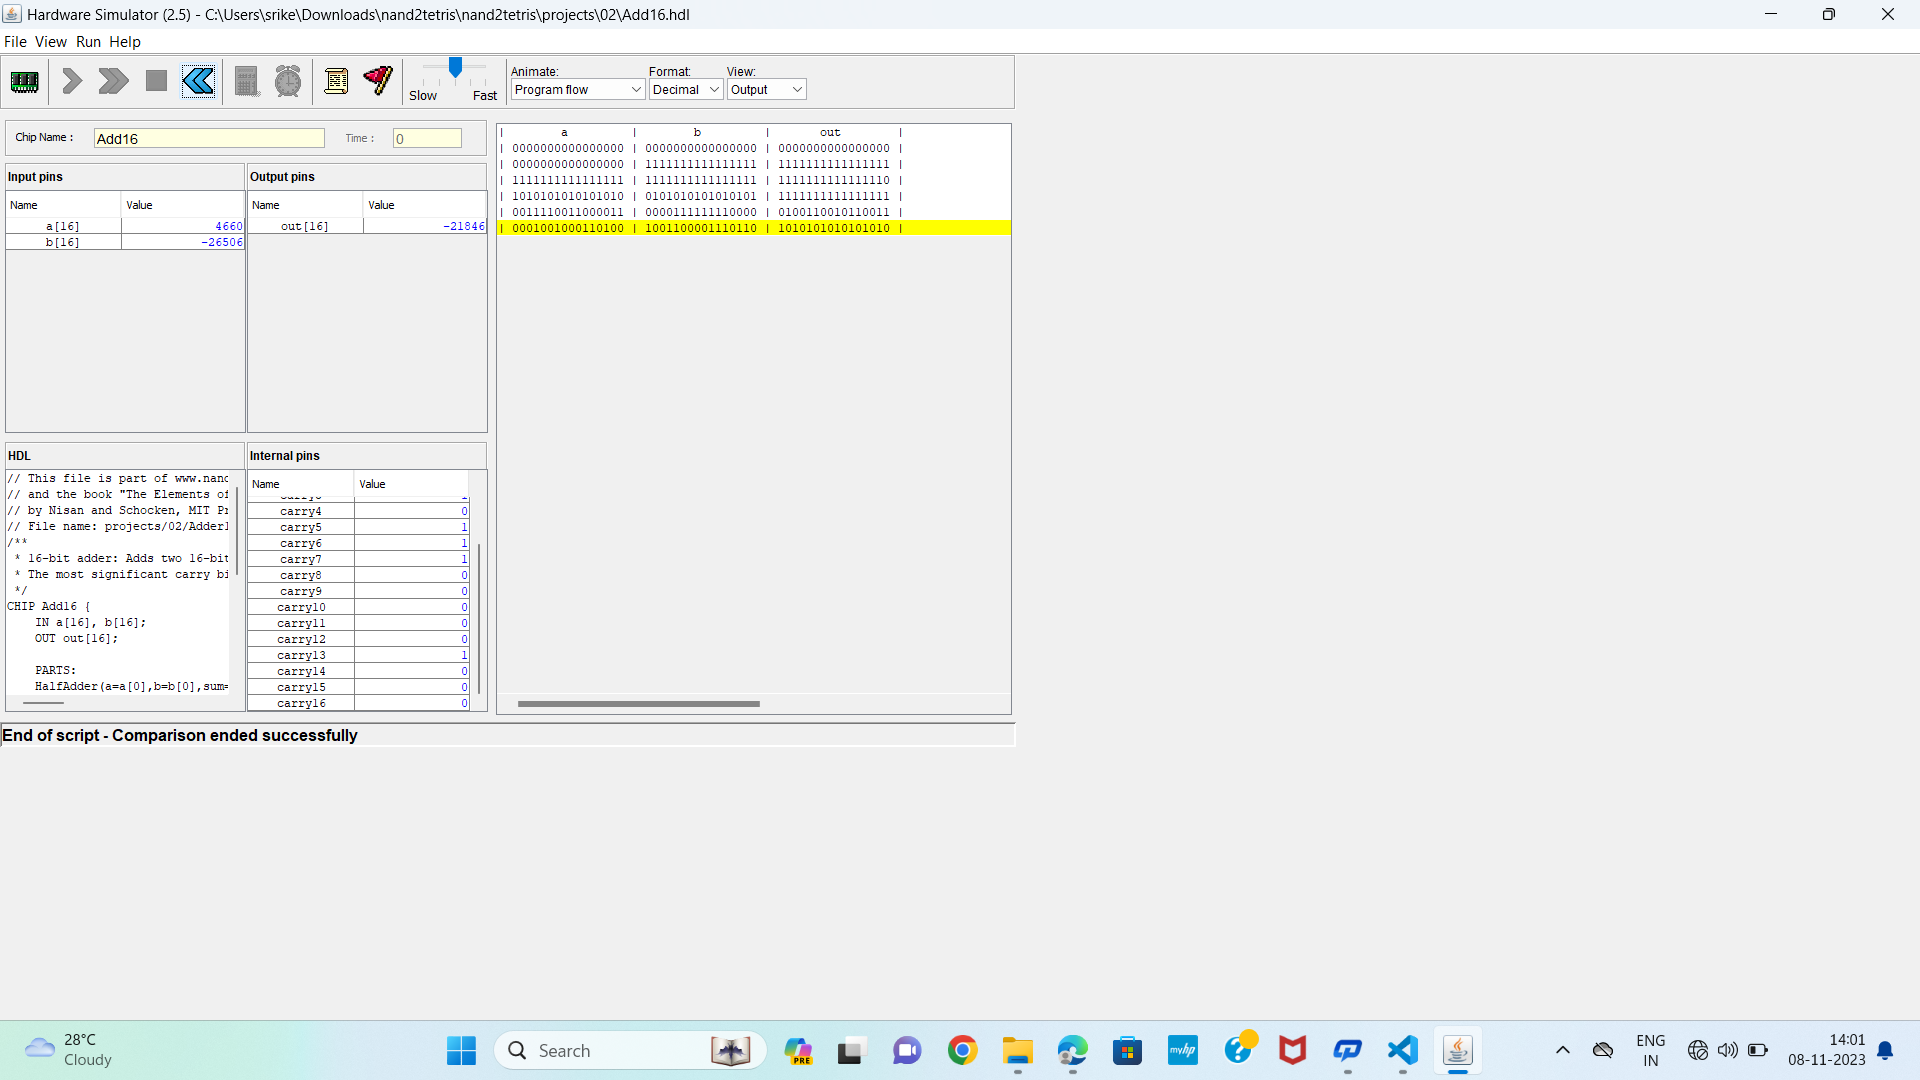 Hardware Simulator (2.5) - C:\Users\srike\Downloads\nand2tetris\nand2tetris\projects\02\Add16.hdl
File View Run Help
Slow Fast
Animate:
Program flow
Format:
Decimal
View:
Output
Chip Name :
Add16
Time :
0
Input pins
Name Value
a[16] 4660
b[16] -26506
Output pins
Name Value
out[16] -21846
HDL
// This file is part of www.nand
// and the book "The Elements of
// by Nisan and Schocken, MIT Pr
// File name: projects/02/Adder1
/**
* 16-bit adder: Adds two 16-bit
* The most significant carry bi
*/
CHIP Add16 {
IN a[16], b[16];
OUT out[16];
PARTS:
HalfAdder(a=a[0],b=b[0],sum=
Internal pins
Name Value
carry4 0
carry5 1
carry6 1
carry7 1
carry8 0
carry9 0
carry10 0
carry11 0
carry12 0
carry13 1
carry14 0
carry15 0
carry16 0
| a | b | out |
| 0000000000000000 | 0000000000000000 | 0000000000000000 |
| 0000000000000000 | 1111111111111111 | 1111111111111111 |
| 1111111111111111 | 1111111111111111 | 1111111111111110 |
| 1010101010101010 | 0101010101010101 | 1111111111111111 |
| 0011110011000011 | 0000111111110000 | 0100110010110011 |
| 0001001000110100 | 1001100001110110 | 1010101010101010 |
End of script - Comparison ended successfully
28°C
Cloudy
Search
PRE
myhp
ENG
IN
14:01
08-11-2023